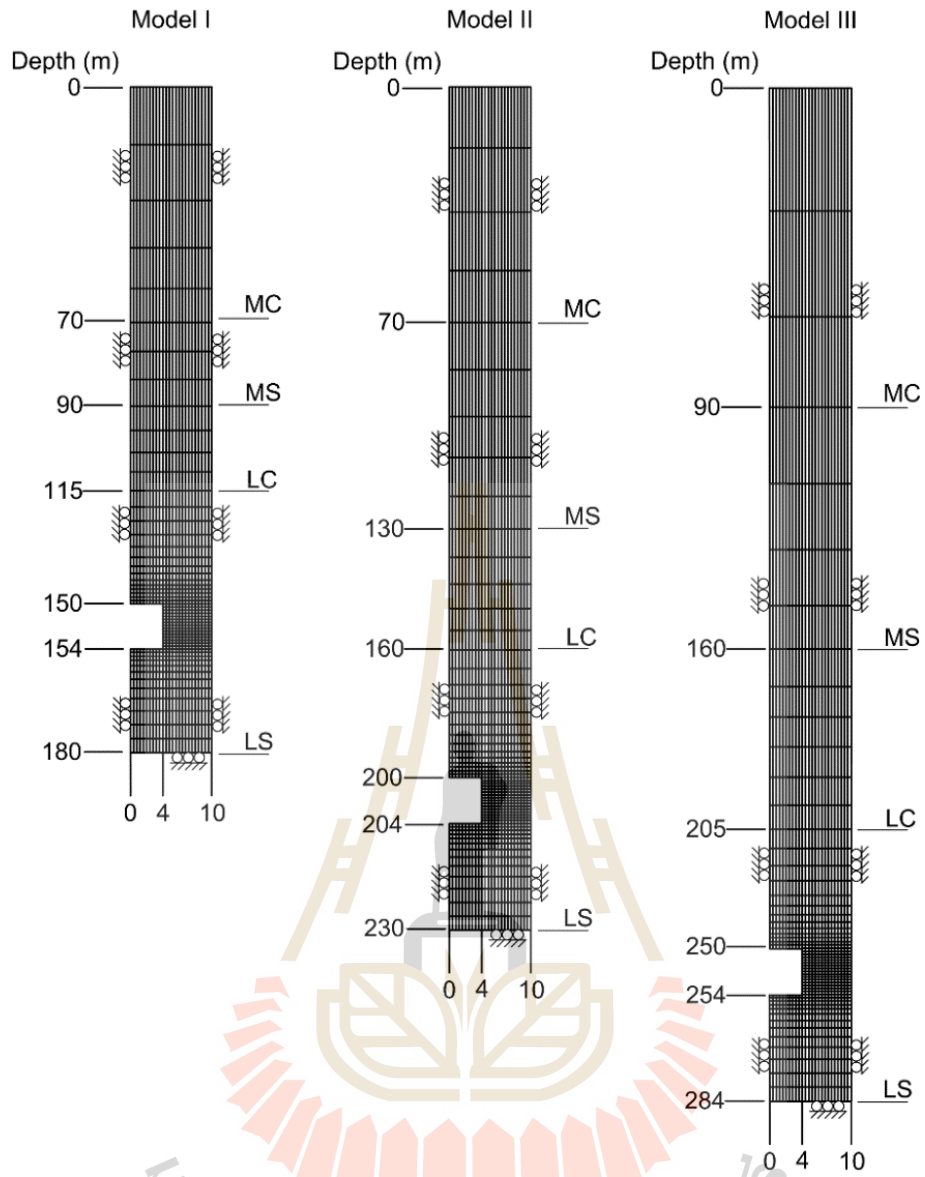 Model I
Depth (m)
0
70
MC
90
MS
115
LC
150
154
180
LS
0 4 10
Model II
Depth (m)
0
70
MC
130
MS
160
LC
200
204
230
LS
0 4 10
Model III
Depth (m)
0
90
MC
160
MS
205
LC
250
254
284
LS
0 4 10